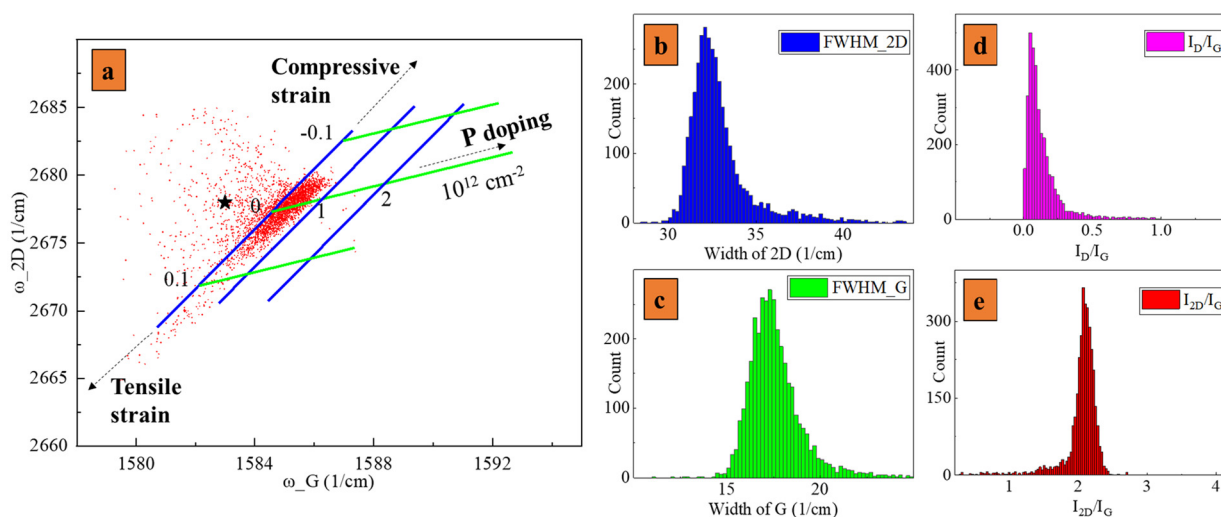 a
Compressive
strain
-0.1
P doping
10¹² cm⁻²
0
1
2
0.1
Tensile
strain
2685
2680
2675
2670
2665
2660
ω_2D (1/cm)
1580
1584
1588
1592
ω_G (1/cm)
b
FWHM_2D
200
100
0
Count
30
35
40
Width of 2D (1/cm)
c
FWHM_G
200
100
0
Count
15
20
Width of G (1/cm)
d
I_D/I_G
400
200
0
Count
0.0
0.5
1.0
I_D/I_G
e
I_2D/I_G
300
150
0
Count
1
2
3
4
I_2D/I_G